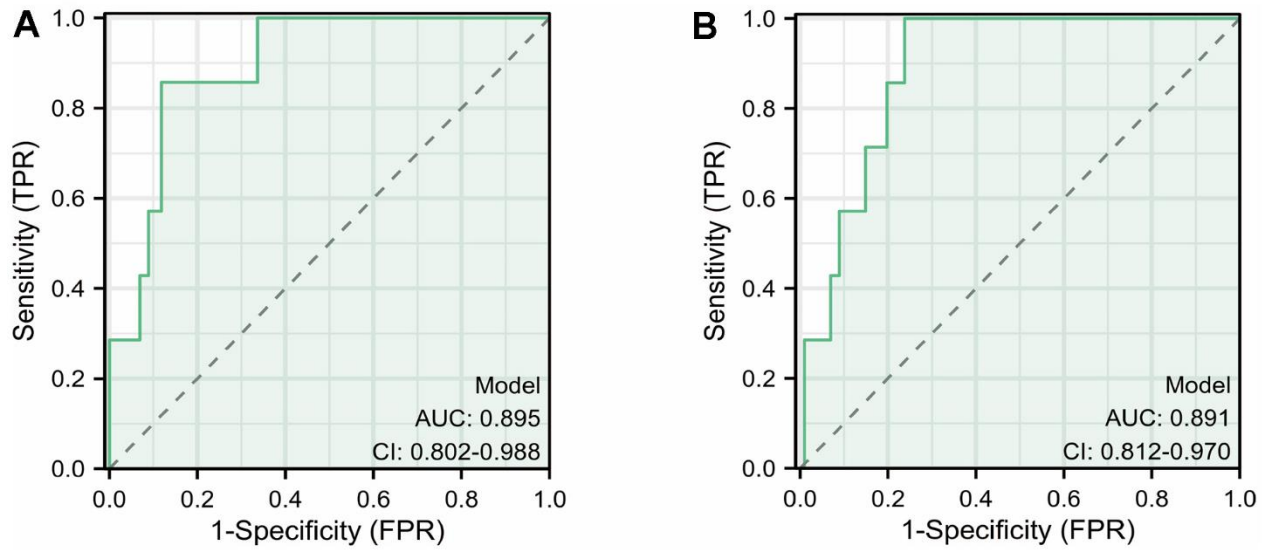 A
Sensitivity (TPR)
1.0
0.8
0.6
0.4
0.2
0.0
Model
AUC: 0.895
CI: 0.802-0.988
0.0 0.2 0.4 0.6 0.8 1.0
1-Specificity (FPR)
B
Sensitivity (TPR)
1.0
0.8
0.6
0.4
0.2
0.0
Model
AUC: 0.891
CI: 0.812-0.970
0.0 0.2 0.4 0.6 0.8 1.0
1-Specificity (FPR)